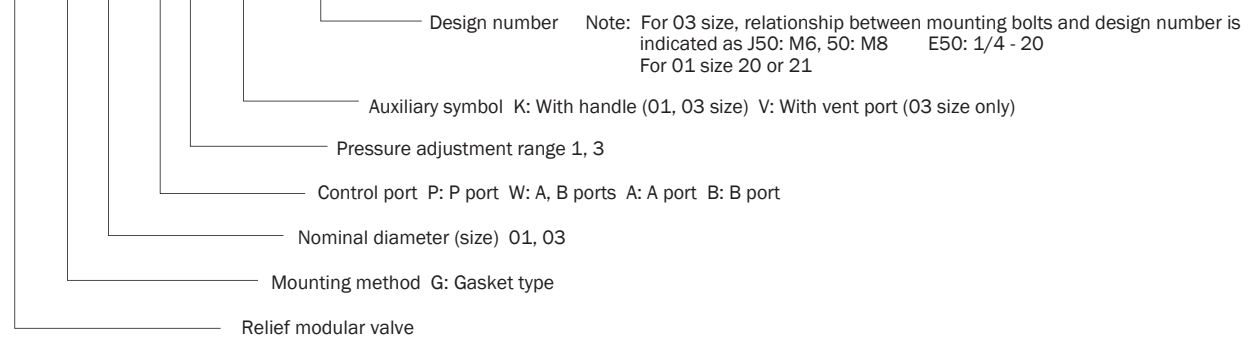 Design number Note: For 03 size, relationship between mounting bolts and design number is
indicated as J50: M6, 50: M8 E50: 1/4 - 20
For 01 size 20 or 21
Auxiliary symbol K: With handle (01, 03 size) V: With vent port (03 size only)
Pressure adjustment range 1, 3
Control port P: P port W: A, B ports A: A port B: B port
Nominal diameter (size) 01, 03
Mounting method G: Gasket type
Relief modular valve